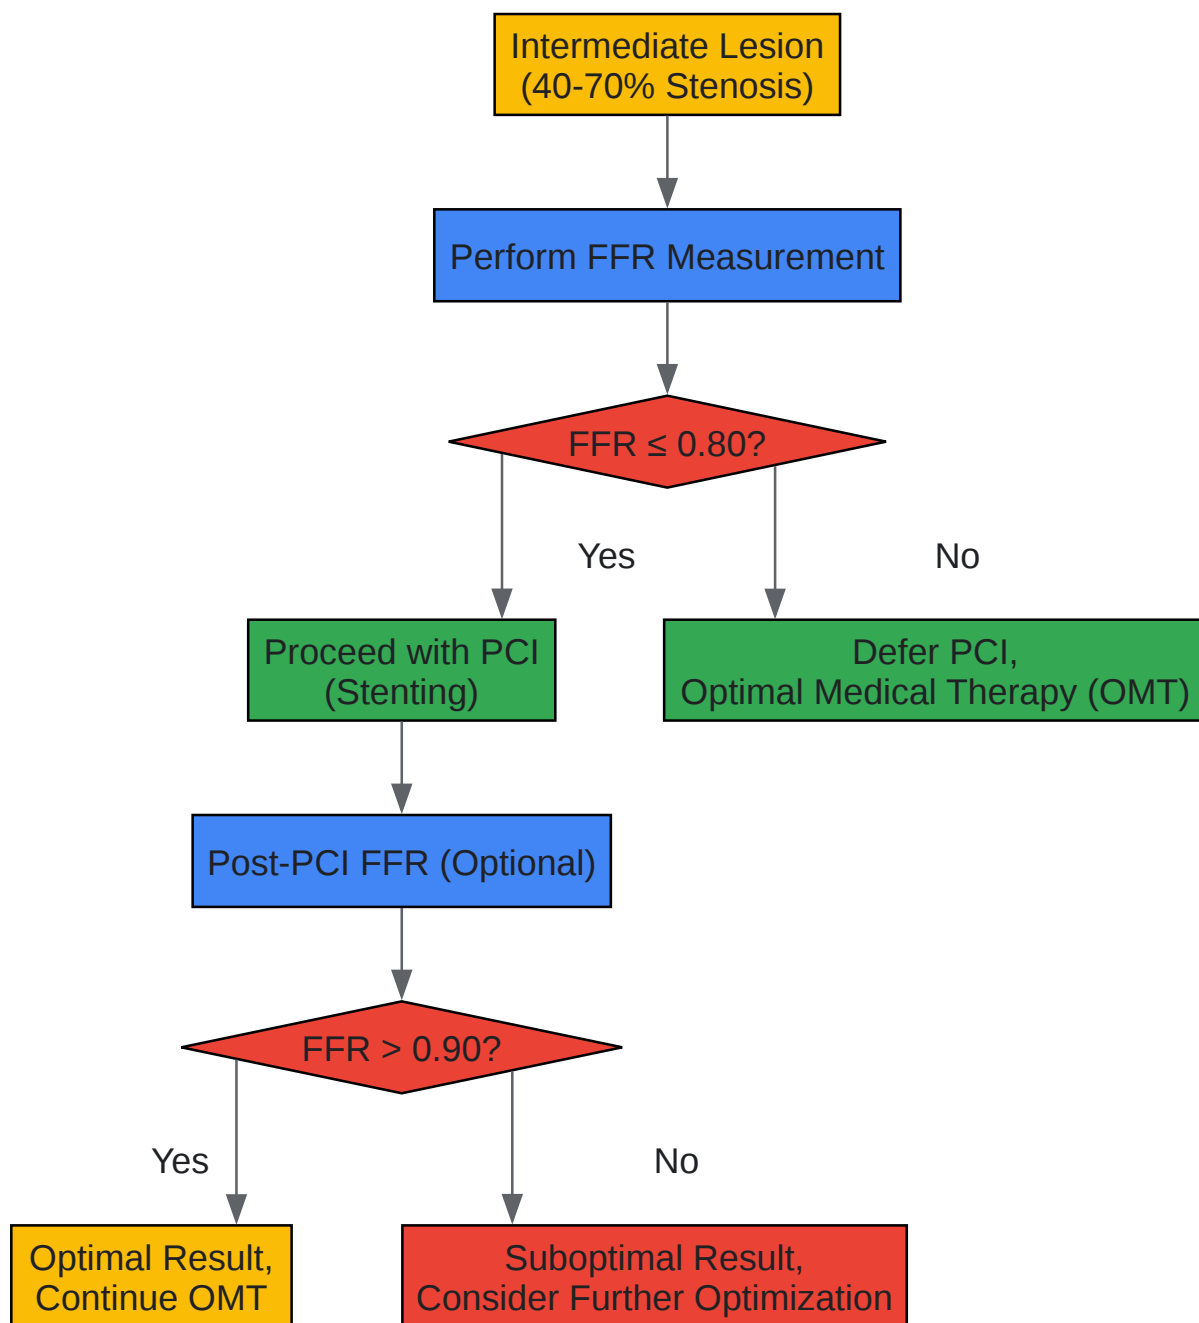 Intermediate Lesion
(40-70% Stenosis)
Perform FFR Measurement
FFR ≤ 0.80?
Yes
No
Proceed with PCI
(Stenting)
Defer PCI,
Optimal Medical Therapy (OMT)
Post-PCI FFR (Optional)
FFR > 0.90?
Yes
No
Optimal Result,
Continue OMT
Suboptimal Result,
Consider Further Optimization